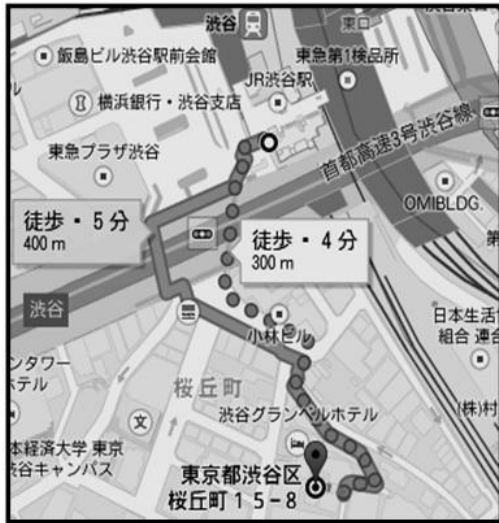 渋谷
東口
飯島ビル渋谷駅前会館
東急第1検品所
JR渋谷駅
横浜銀行・渋谷支店
首都高速3号渋谷線
東急プラザ渋谷
OMIBLDG.
徒歩・5分
400 m
徒歩・4分
300 m
渋谷
小林ビル
日本生活
組合 連合
ンタワー
ホテル
桜丘町
渋谷グランベルホテル
(株)村
文
本経済大学 東京
渋谷キャンパス
東京都渋谷区
桜丘町15-8